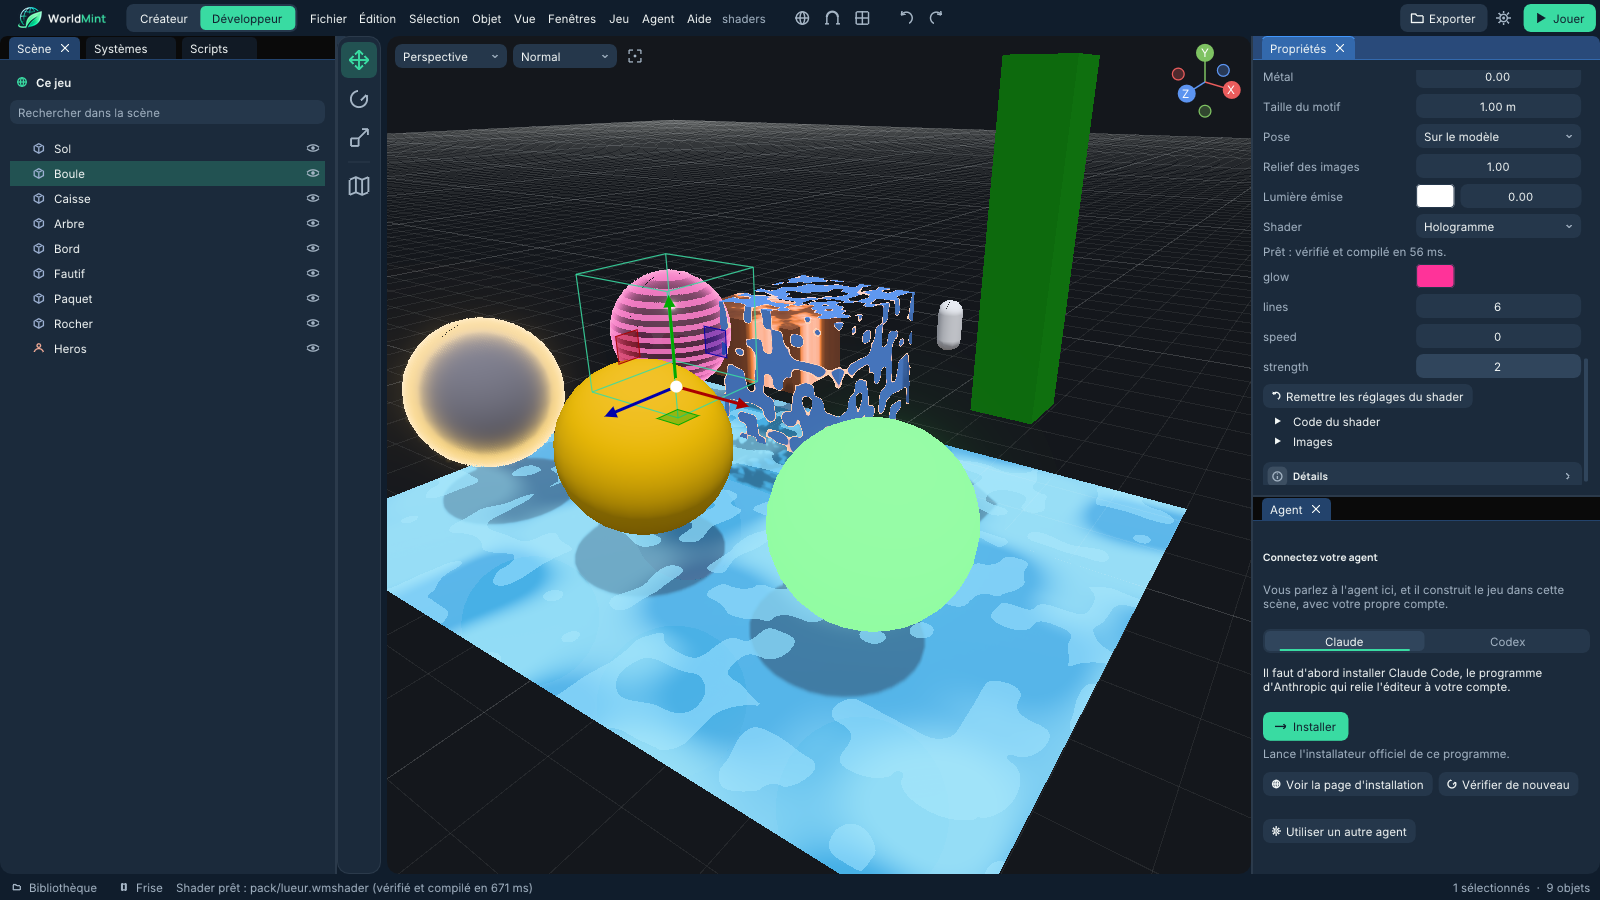 WorldMint
Créateur
Développeur
Fichier
Édition
Sélection
Objet
Vue
Fenêtres
Jeu
Agent
Aide
shaders
Exporter
Jouer
Scène
Systèmes
Scripts
Ce jeu
Rechercher dans la scène
Sol
Boule
Caisse
Arbre
Bord
Fautif
Paquet
Rocher
Heros
Perspective
Normal
Y
X
Z
Propriétés
Métal 0.00
Taille du motif 1.00 m
Pose Sur le modèle
Relief des images 1.00
Lumière émise 0.00
Shader Hologramme
Prêt : vérifié et compilé en 56 ms.
glow
lines 6
speed 0
strength 2
Remettre les réglages du shader
Code du shader
Images
Détails
Agent
Connectez votre agent
Vous parlez à l'agent ici, et il construit le jeu dans cette
scène, avec votre propre compte.
Claude
Codex
Il faut d'abord installer Claude Code, le programme
d'Anthropic qui relie l'éditeur à votre compte.
Installer
Lance l'installateur officiel de ce programme.
Voir la page d'installation
Vérifier de nouveau
Utiliser un autre agent
Bibliothèque
Frise
Shader prêt : pack/lueur.wmshader (vérifié et compilé en 671 ms)
1 sélectionnés · 9 objets